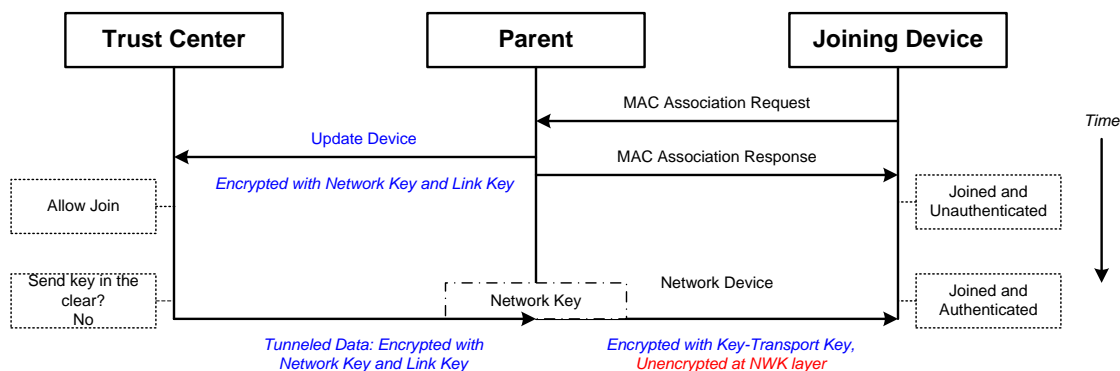 Trust Center
Parent
Joining Device
MAC Association Request
Time
Update Device
MAC Association Response
Encrypted with Network Key and Link Key
Allow Join
Joined and
Unauthenticated
Send key in the
clear?
No
Network Key
Network Device
Joined and
Authenticated
Tunneled Data: Encrypted with
Network Key and Link Key
Encrypted with Key-Transport Key,
Unencrypted at NWK layer